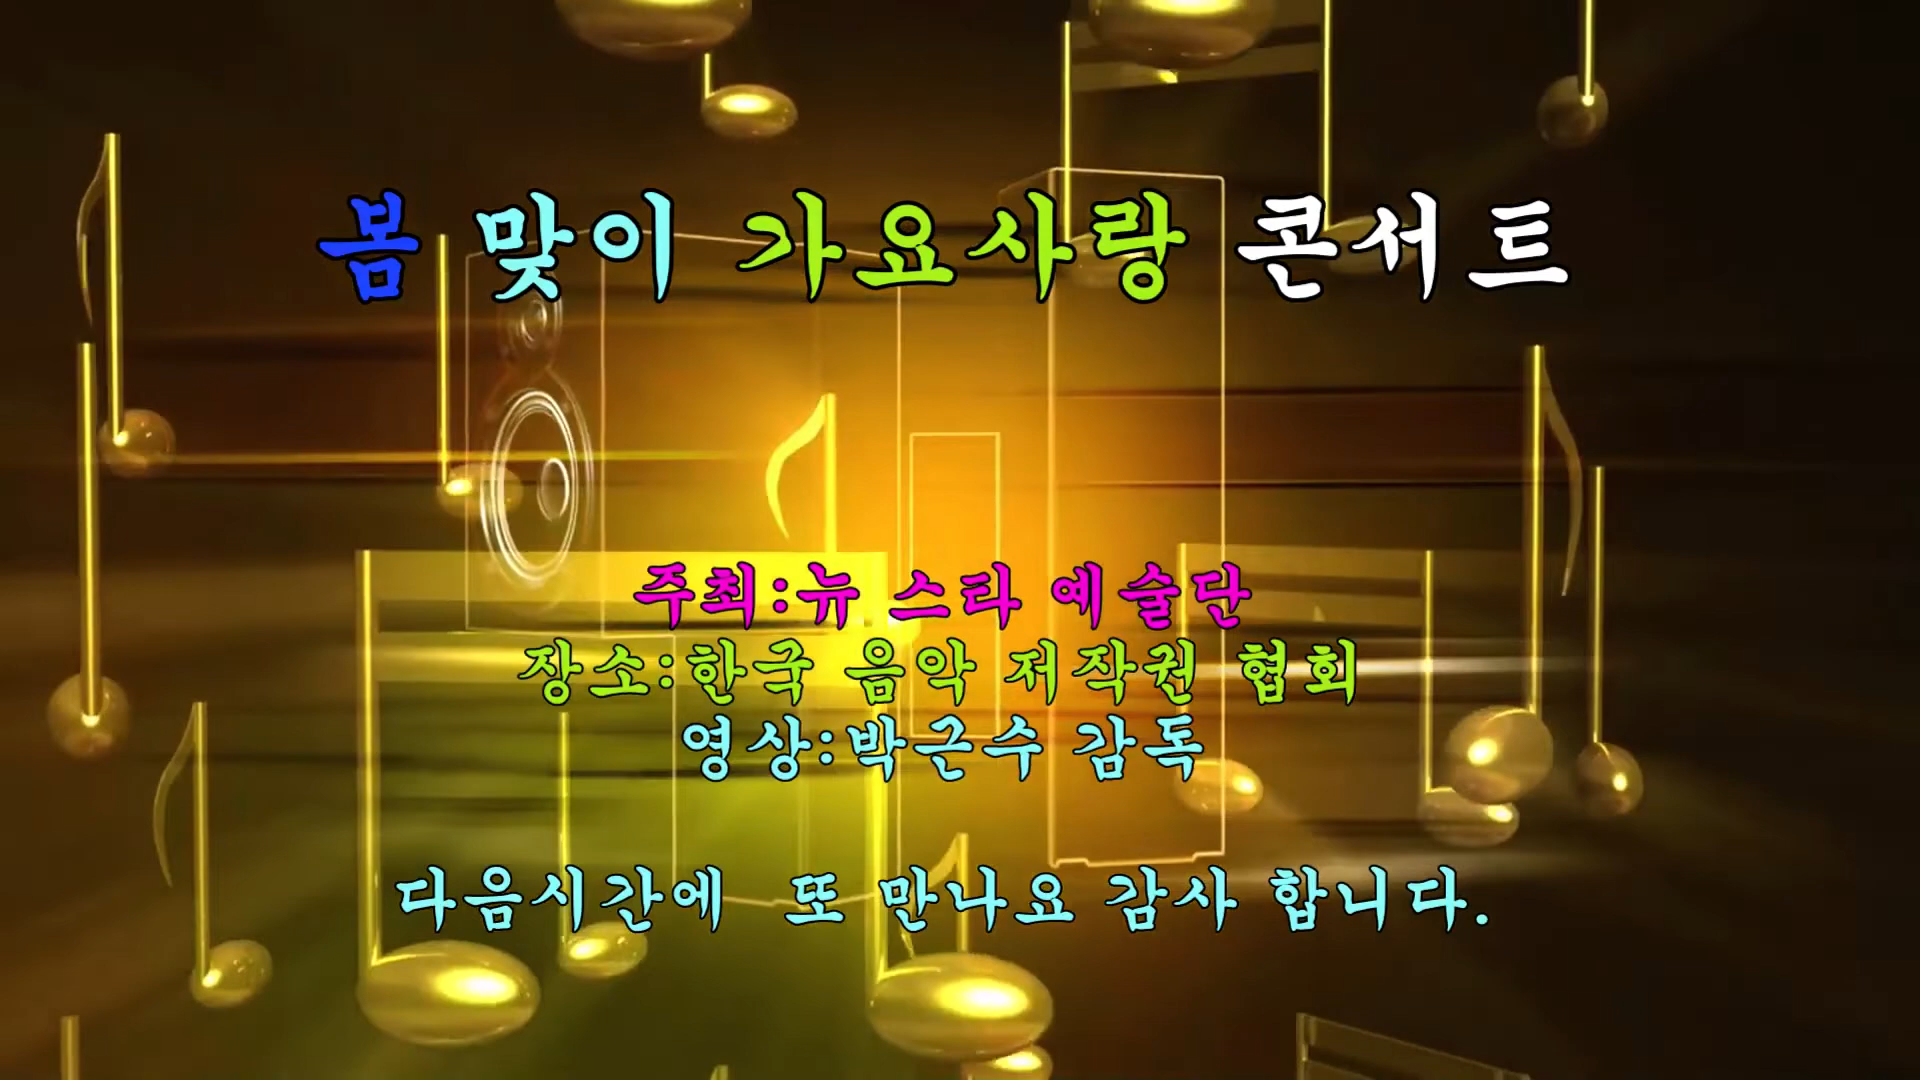 봄 맞이 가요사랑 콘서트
주최:뉴 스타 예술단
장소:한국 음악 저작권 협회
영상:박근수 감독
다음시간에 또 만나요 감사 합니다.